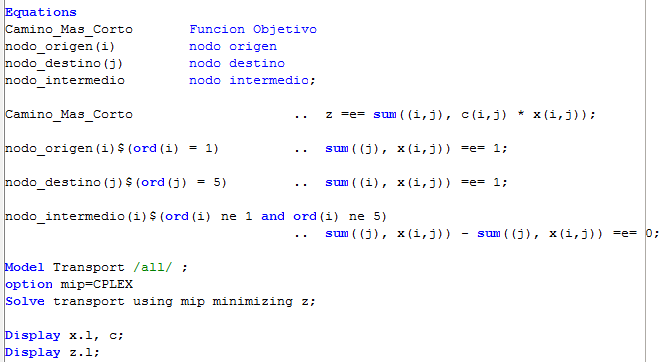 Equations
Camino_Mas_Corto Funcion Objetivo
nodo_origen(i) nodo origen
nodo_destino(j) nodo destino
nodo_intermedio nodo intermedio;
Camino_Mas_Corto .. z =e= sum((i,j), c(i,j) * x(i,j));
nodo_origen(i)$(ord(i) = 1) .. sum((j), x(i,j)) =e= 1;
nodo_destino(j)$(ord(j) = 5) .. sum((i), x(i,j)) =e= 1;
nodo_intermedio(i)$(ord(i) ne 1 and ord(i) ne 5)
.. sum((j), x(i,j)) - sum((j), x(i,j)) =e= 0;
Model Transport /all/ ;
option mip=CPLEX
Solve transport using mip minimizing z;
Display x.l, c;
Display z.l;